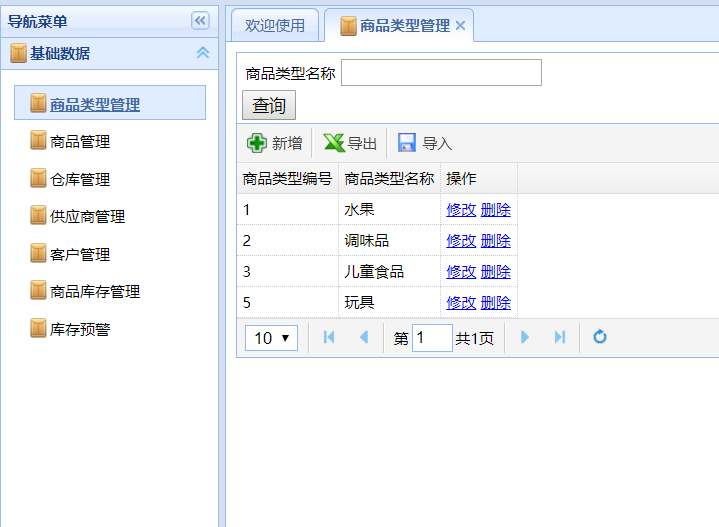 导航菜单
基础数据
商品类型管理
商品管理
仓库管理
供应商管理
客户管理
商品库存管理
库存预警
欢迎使用 商品类型管理
商品类型名称
查询
新增 导出 导入
商品类型编号 商品类型名称 操作
1 水果 修改 删除
2 调味品 修改 删除
3 儿童食品 修改 删除
5 玩具 修改 删除
10 第 1 共1页